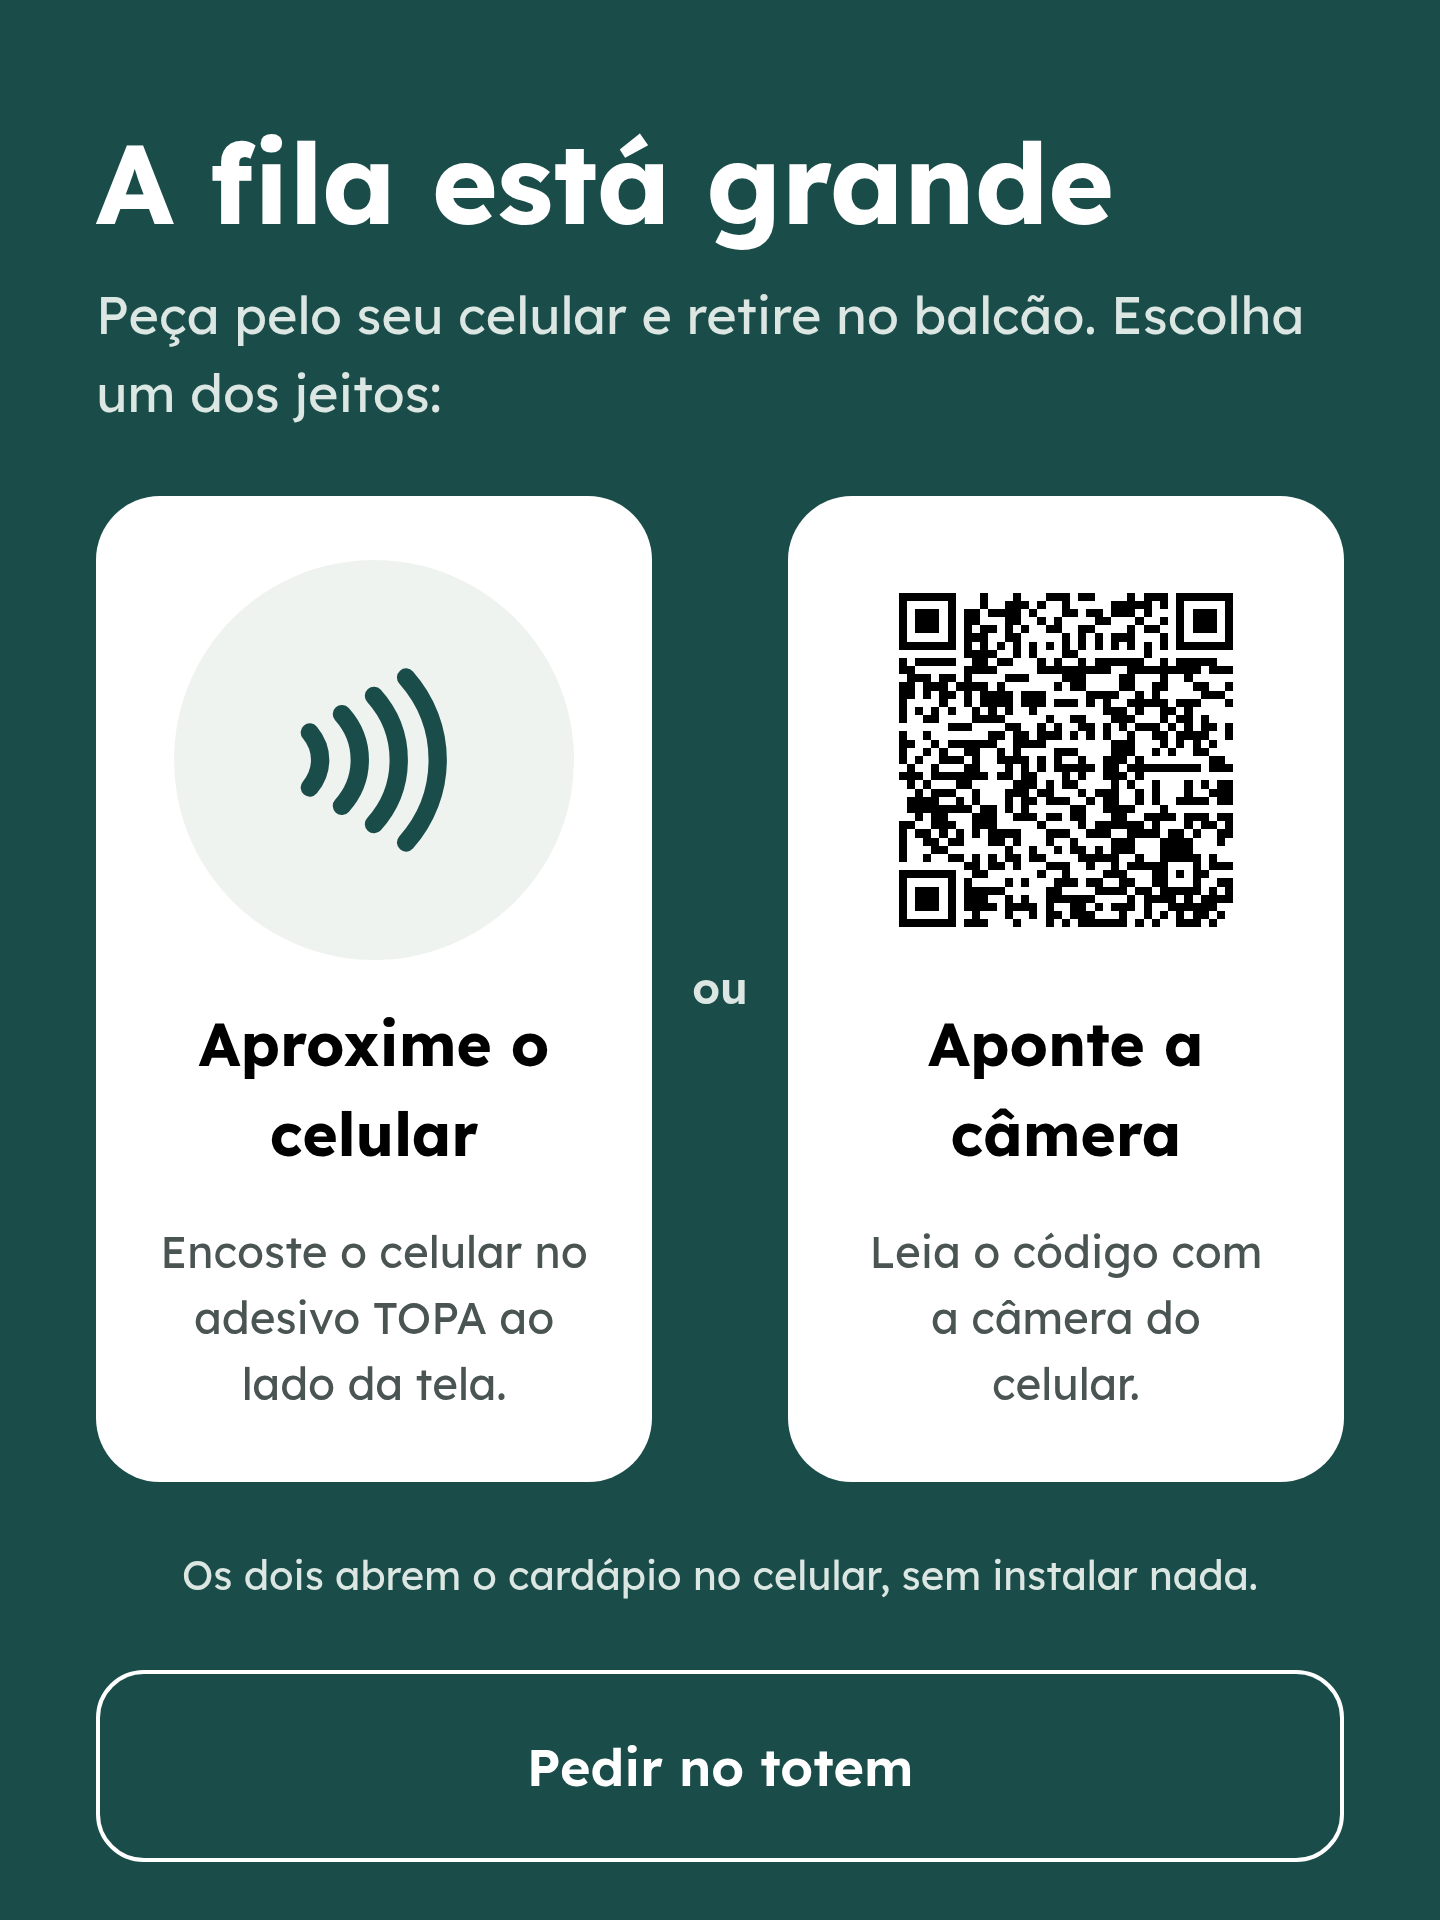 A fila está grande
Peça pelo seu celular e retire no balcão. Escolha
um dos jeitos:
Aproxime o
celular
Encoste o celular no
adesivo TOPA ao
lado da tela.
ou
Aponte a
câmera
Leia o código com
a câmera do
celular.
Os dois abrem o cardápio no celular, sem instalar nada.
Pedir no totem